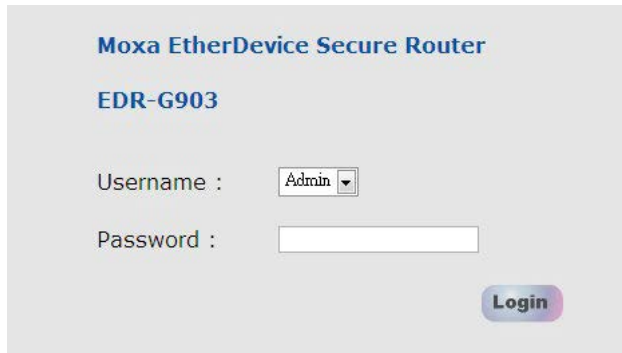 Moxa EtherDevice Secure Router
EDR-G903
Username : Admin
Password :
Login